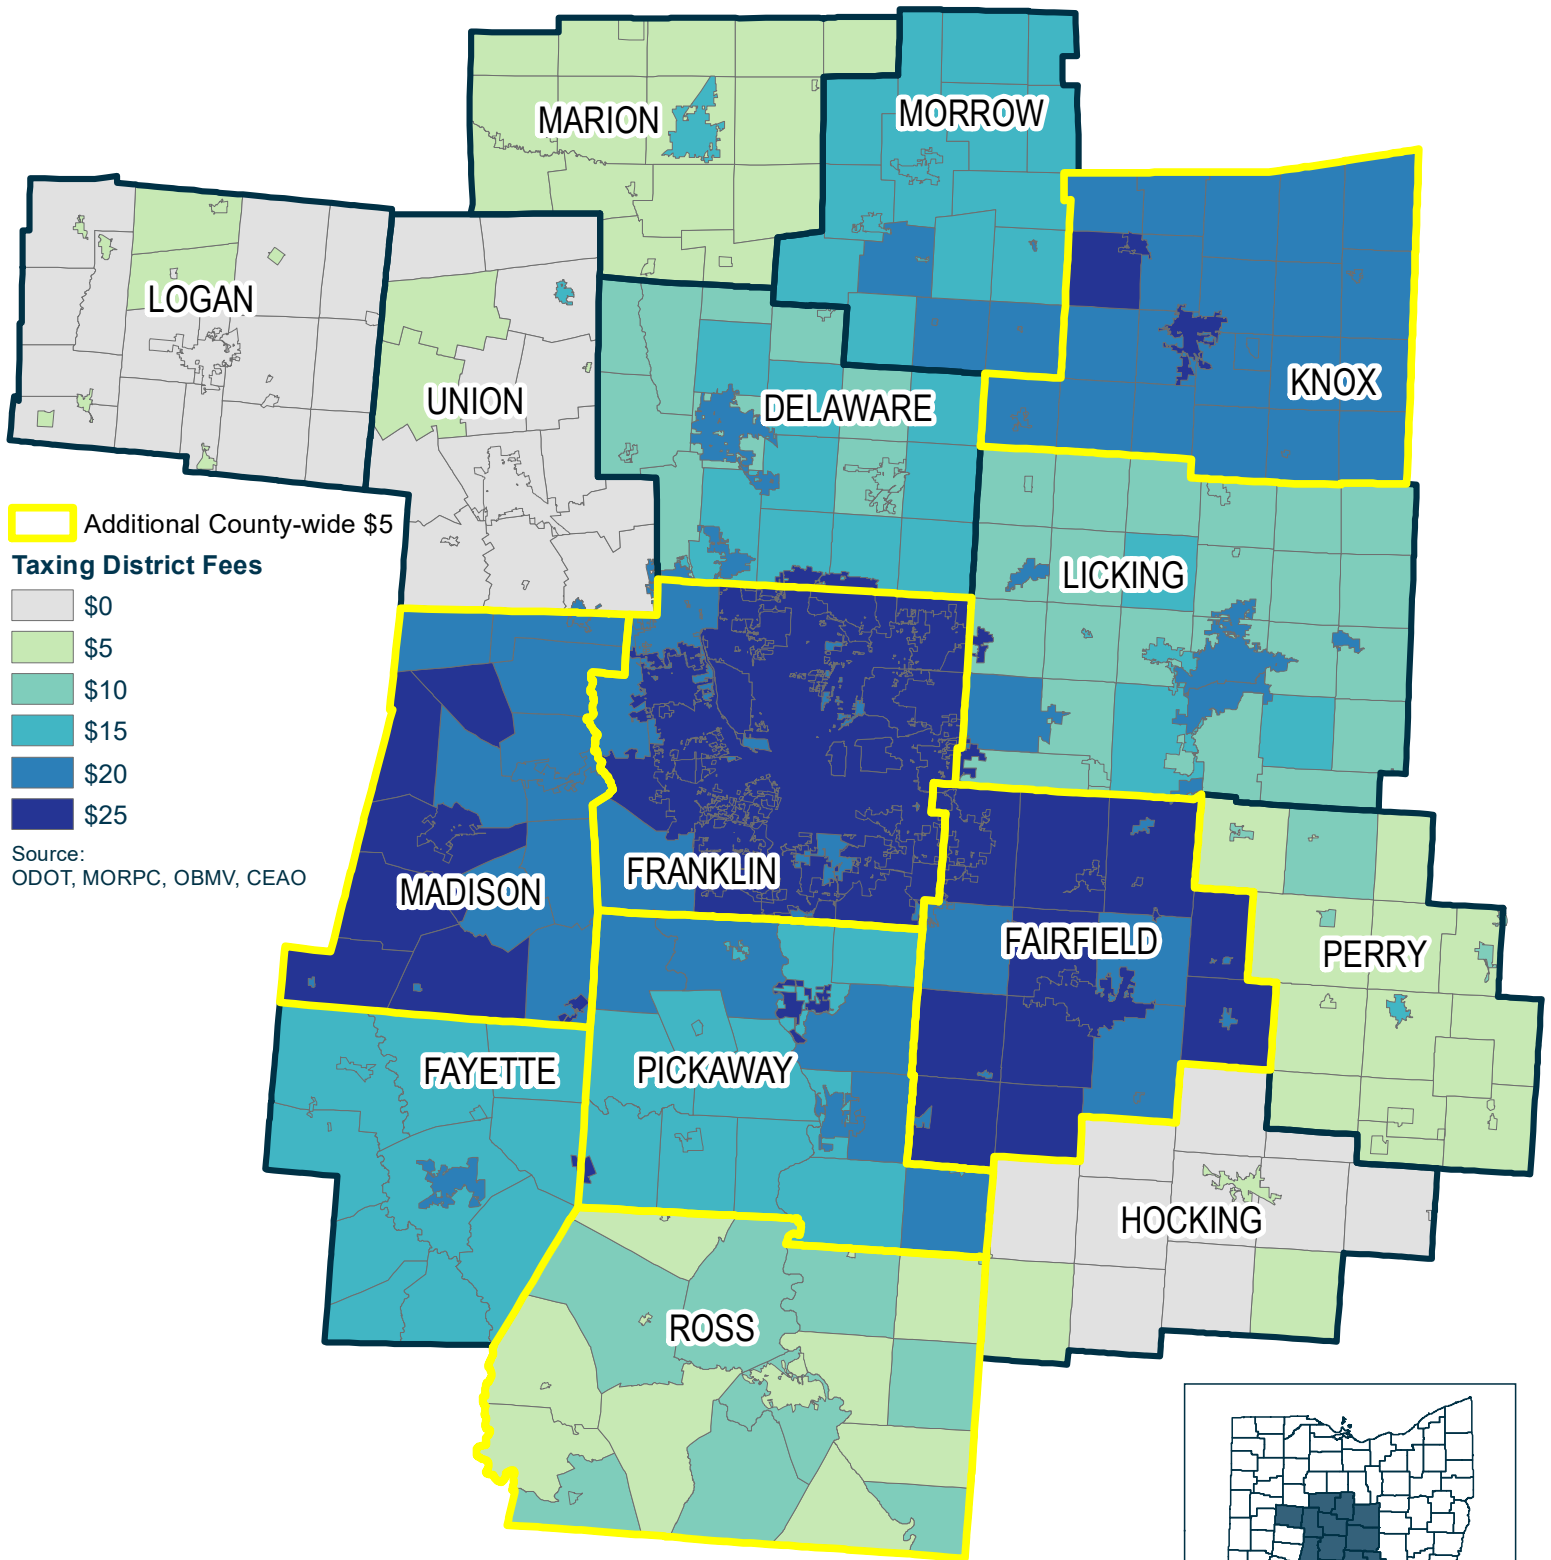 MARION
MORROW
LOGAN
KNOX
UNION
DELAWARE
Additional County-wide $5
Taxing District Fees
$0
$5
$10
$15
$20
$25
Source:
ODOT, MORPC, OBMV, CEAO
LICKING
FRANKLIN
MADISON
FAIRFIELD
PERRY
FAYETTE
PICKAWAY
HOCKING
ROSS